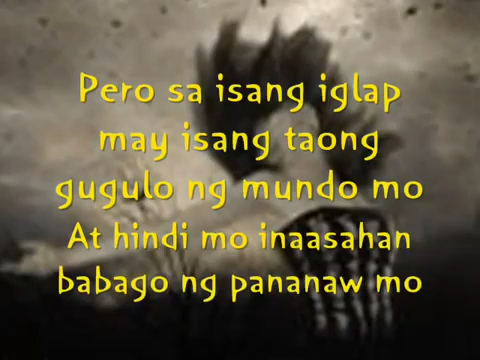 Pero sa isang iglap
may isang taong
gugulo ng mundo mo
At hindi mo inaasahan
babago ng pananaw mo